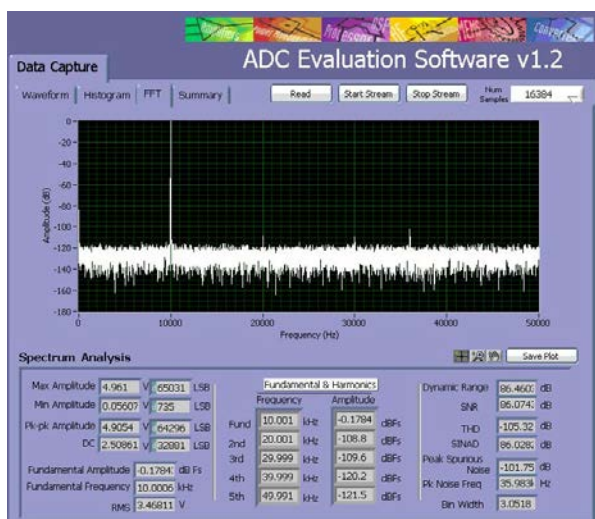 ADC Evaluation Software v1.2
Data Capture
Waveform Histogram FFT Summary Read Start Stream Stop Stream Num Samples 16384
Amplitude (dB)
0
-20
-40
-60
-80
-100
-120
-140
-160
-180
0 10000 20000 30000 40000 50000
Frequency (Hz)
Spectrum Analysis Save Plot
Max Amplitude 4.961 V 65031 LSB
Min Amplitude 0.05607 V 735 LSB
Pk-pk Amplitude 4.9054 V 64296 LSB
DC 2.50861 V 32881 LSB
Fundamental Amplitude -0.1784 dB Fs
Fundamental Frequency 10.0006 kHz
RMS 3.46811 V
Fundamental & Harmonics
Frequency Amplitude
Fund 10.001 kHz -0.1784 dBFs
2nd 20.001 kHz -108.8 dBFs
3rd 29.999 kHz -109.6 dBFs
4th 39.999 kHz -120.2 dBFs
5th 49.991 kHz -121.5 dBFs
Dynamic Range 86.460 dB
SNR 86.074 dB
THD -105.32 dB
SINAD 86.028 dB
Peak Spurious Noise -101.75 dB
Pk Noise Freq 35.983 Hz
Bin Width 3.0518